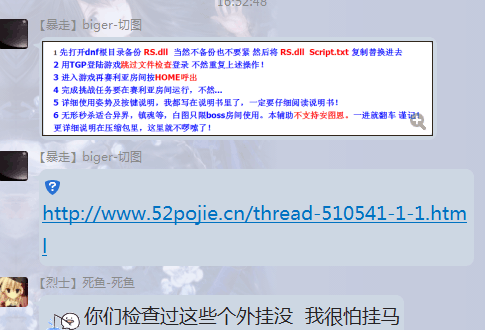 16:52:48
【暴走】biger-切图
1 先打开dnf根目录备份 RS.dll 当然不备份也不要紧 然后将 RS.dll Script.txt 复制替换进去
2 用TGP登陆游戏跳过文件检查登录 不然重复上述操作!
3 进入游戏再赛利亚房间按HOME呼出
4 完成挑战任务要在赛利亚房间运行，不然...
5 详细使用姿势及按键说明，我都写在说明书里了，一定要仔细阅读说明书!
6 无形秒杀适合异界，镇魂等，白图只限boss房间使用。本辅助不支持安图恩，一进就翻车 谨记!
更详细说明在压缩包里，这里就不啰嗦了!
【暴走】biger-切图
http://www.52pojie.cn/thread-510541-1-1.htm
l
【烈士】死鱼-死鱼
你们检查过这些个外挂没 我很怕挂马